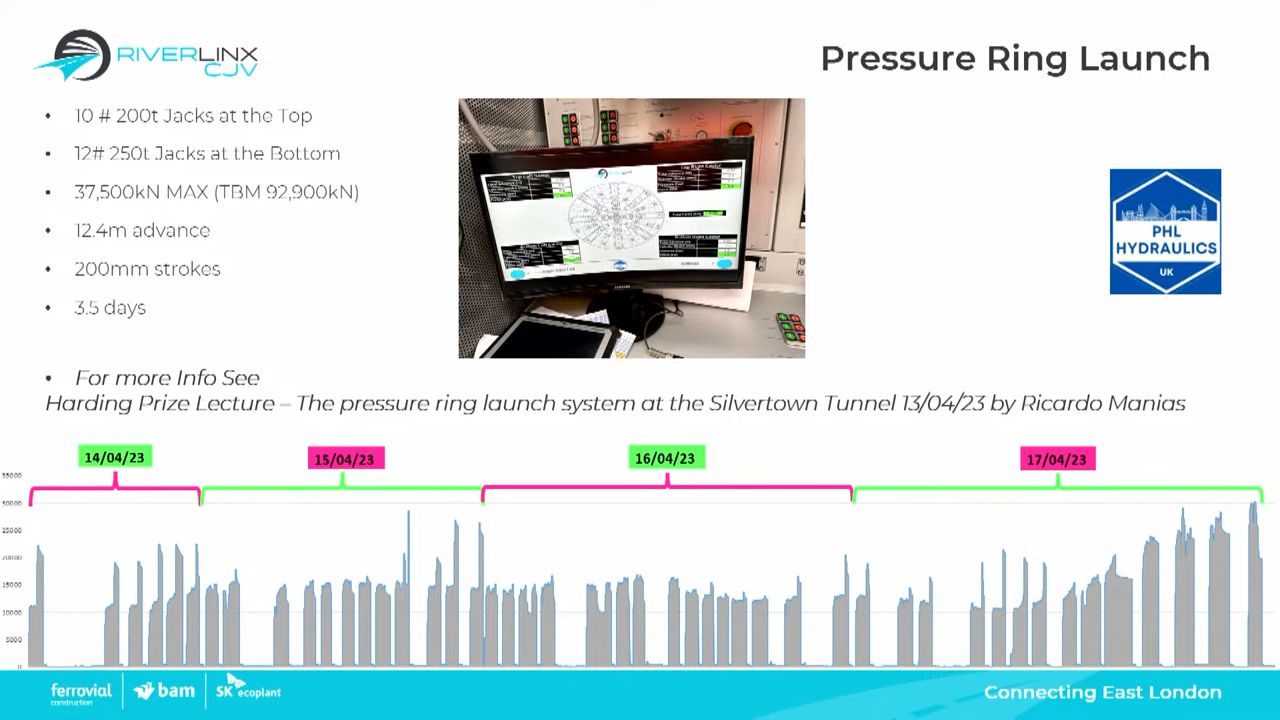 RIVERLINX
CJV
Pressure Ring Launch
• 10 # 200t Jacks at the Top
• 12# 250t Jacks at the Bottom
• 37,500kN MAX (TBM 92,900kN)
• 12.4m advance
• 200mm strokes
• 3.5 days
PHL
HYDRAULICS
UK
• For more Info See
Harding Prize Lecture – The pressure ring launch system at the Silvertown Tunnel 13/04/23 by Ricardo Manias
14/04/23
15/04/23
16/04/23
17/04/23
35000
30000
25000
20000
15000
10000
5000
0
ferrovial
construction
bam
SK ecoplant
Connecting East London